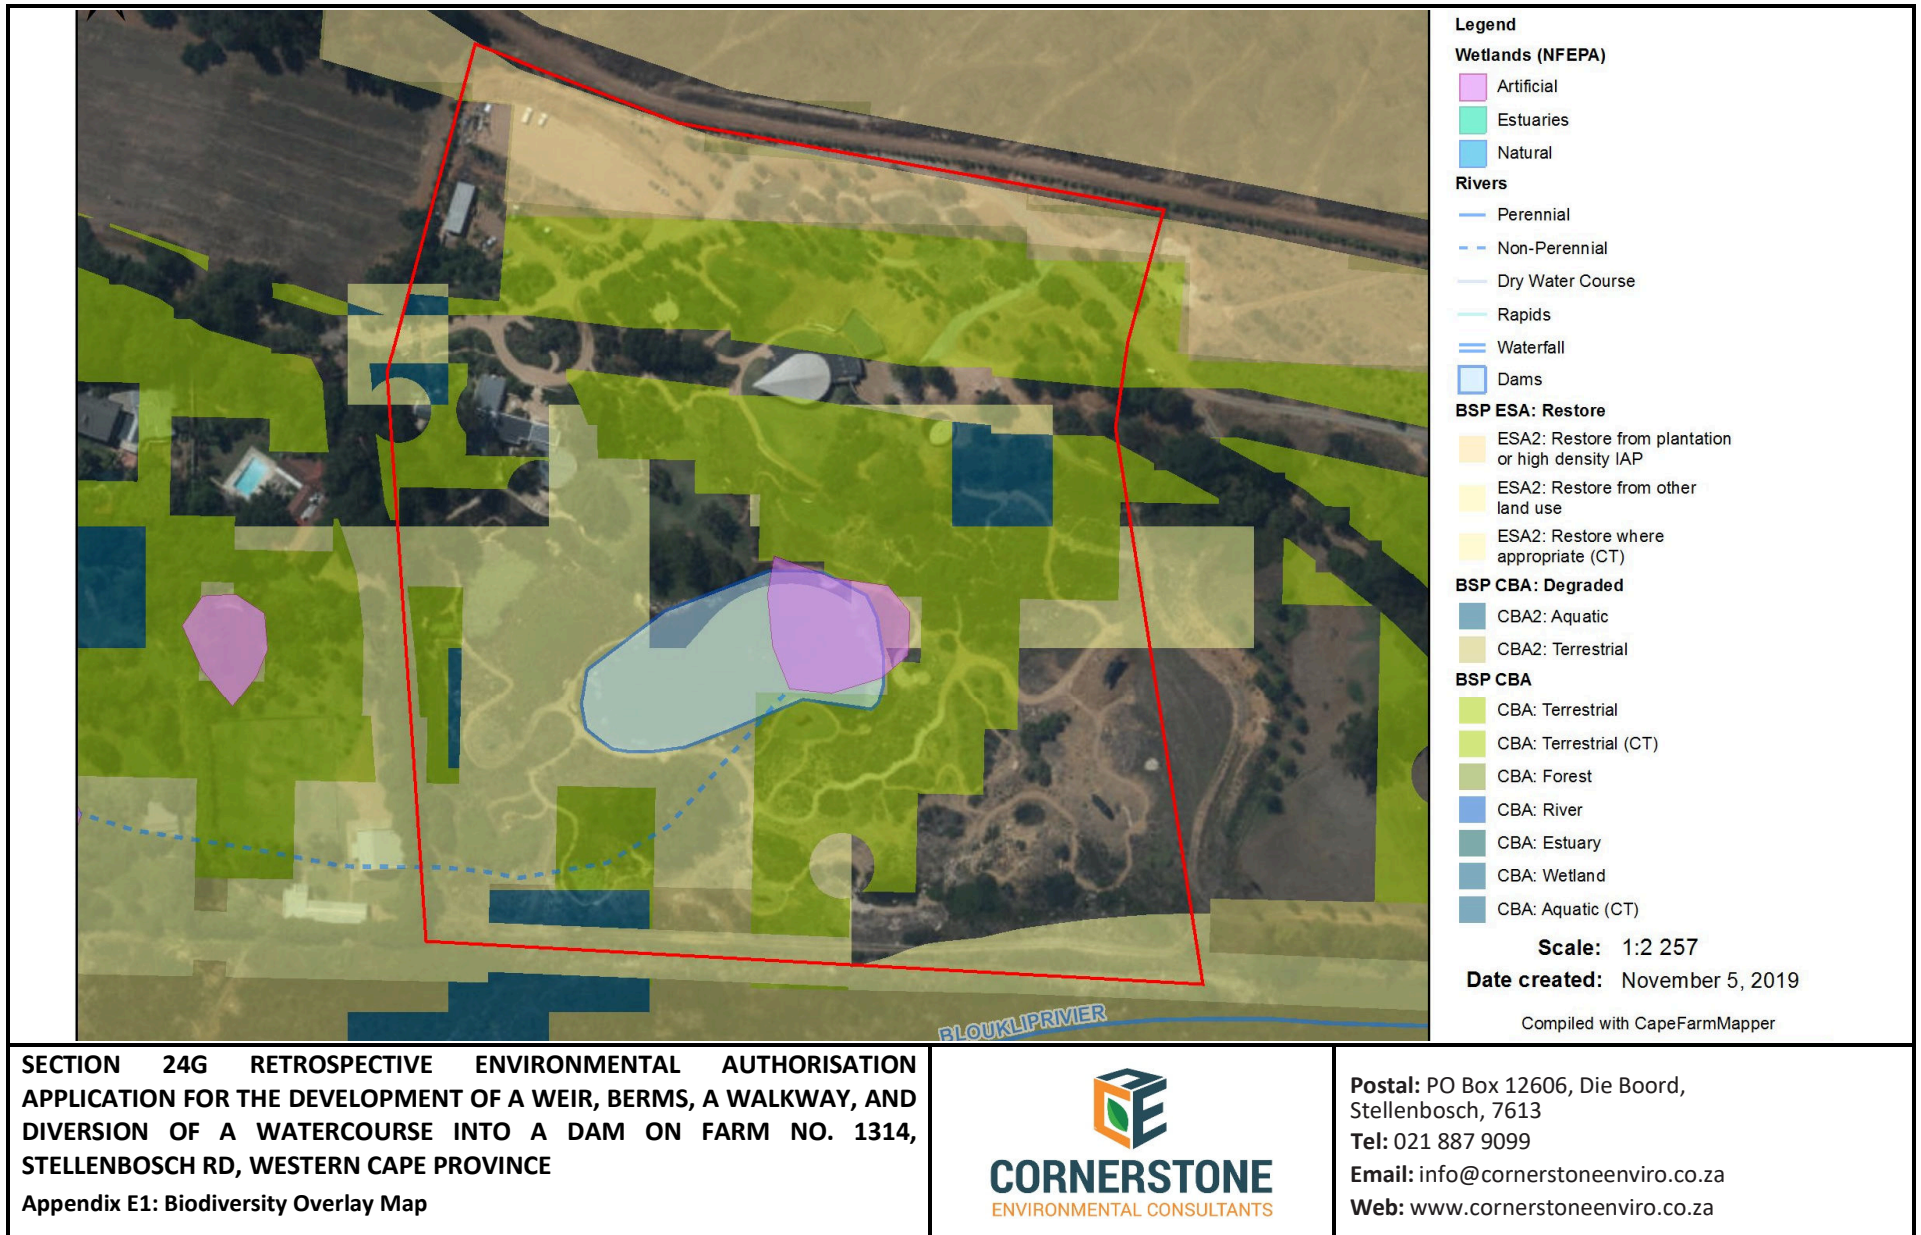 BLOUKLIPRIVIER
Legend
Wetlands (NFEPA)
Artificial
Estuaries
Natural
Rivers
Perennial
Non-Perennial
Dry Water Course
Rapids
Waterfall
Dams
BSP ESA: Restore
ESA2: Restore from plantation
or high density IAP
ESA2: Restore from other
land use
ESA2: Restore where
appropriate (CT)
BSP CBA: Degraded
CBA2: Aquatic
CBA2: Terrestrial
BSP CBA
CBA: Terrestrial
CBA: Terrestrial (CT)
CBA: Forest
CBA: River
CBA: Estuary
CBA: Wetland
CBA: Aquatic (CT)
Scale: 1:2 257
Date created: November 5, 2019
Compiled with CapeFarmMapper
SECTION 24G RETROSPECTIVE ENVIRONMENTAL AUTHORISATION
APPLICATION FOR THE DEVELOPMENT OF A WEIR, BERMS, A WALKWAY, AND
DIVERSION OF A WATERCOURSE INTO A DAM ON FARM NO. 1314,
STELLENBOSCH RD, WESTERN CAPE PROVINCE
Appendix E1: Biodiversity Overlay Map
CORNERSTONE
ENVIRONMENTAL CONSULTANTS
Postal: PO Box 12606, Die Boord,
Stellenbosch, 7613
Tel: 021 887 9099
Email: info@cornerstoneenviro.co.za
Web: www.cornerstoneenviro.co.za